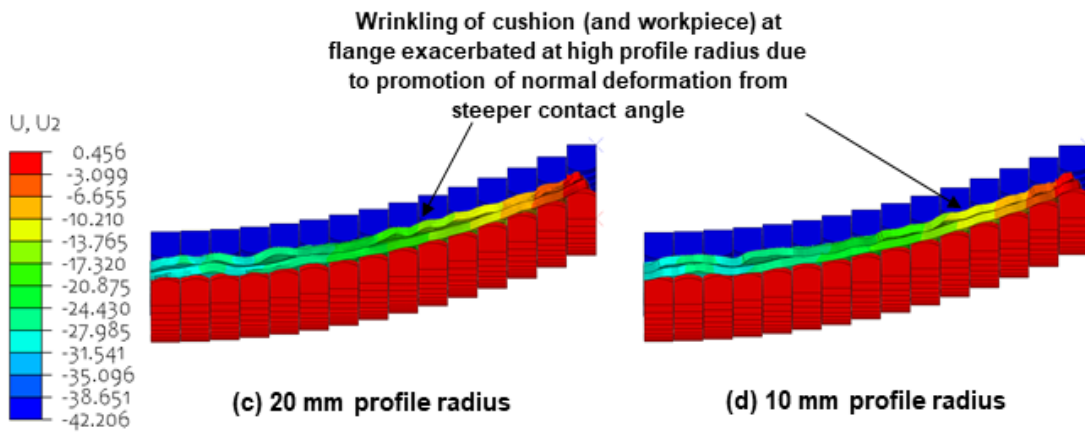 Wrinkling of cushion (and workpiece) at
flange exacerbated at high profile radius due
to promotion of normal deformation from
steeper contact angle
U, U2
0.456
-3.099
-6.655
-10.210
-13.765
-17.320
-20.875
-24.430
-27.985
-31.541
-35.096
-38.651
-42.206
(c) 20 mm profile radius
(d) 10 mm profile radius